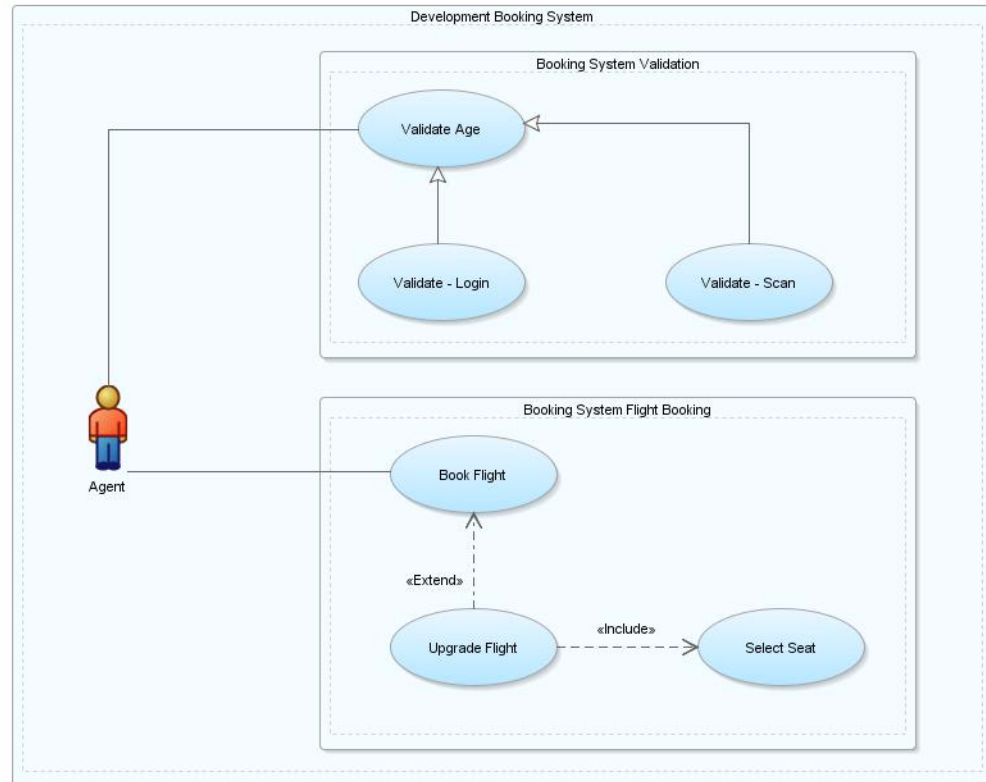 Development Booking System
Booking System Validation
Validate Age
Validate - Login
Validate - Scan
Agent
Booking System Flight Booking
Book Flight
«Extend»
Upgrade Flight
«Include»
Select Seat